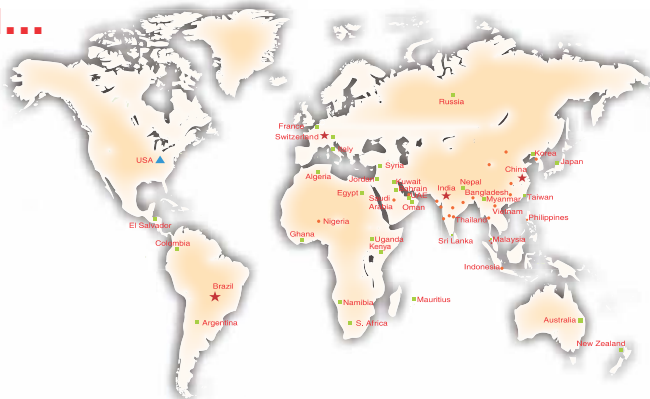 Russia
France
Switzerland
Italy
USA
Korea
Japan
China
Syria
Algeria
Jordan
Kuwait
Bahrain
UAE
Oman
Egypt
Saudi
Arabia
India
Nepal
Bangladesh
Myanmar
Taiwan
Vietnam
Thailand
Philippines
El Salvador
Nigeria
Ghana
Uganda
Kenya
Sri Lanka
Malaysia
Colombia
Indonesia
Brazil
Namibia
Mauritius
Argentina
S. Africa
Australia
New Zealand